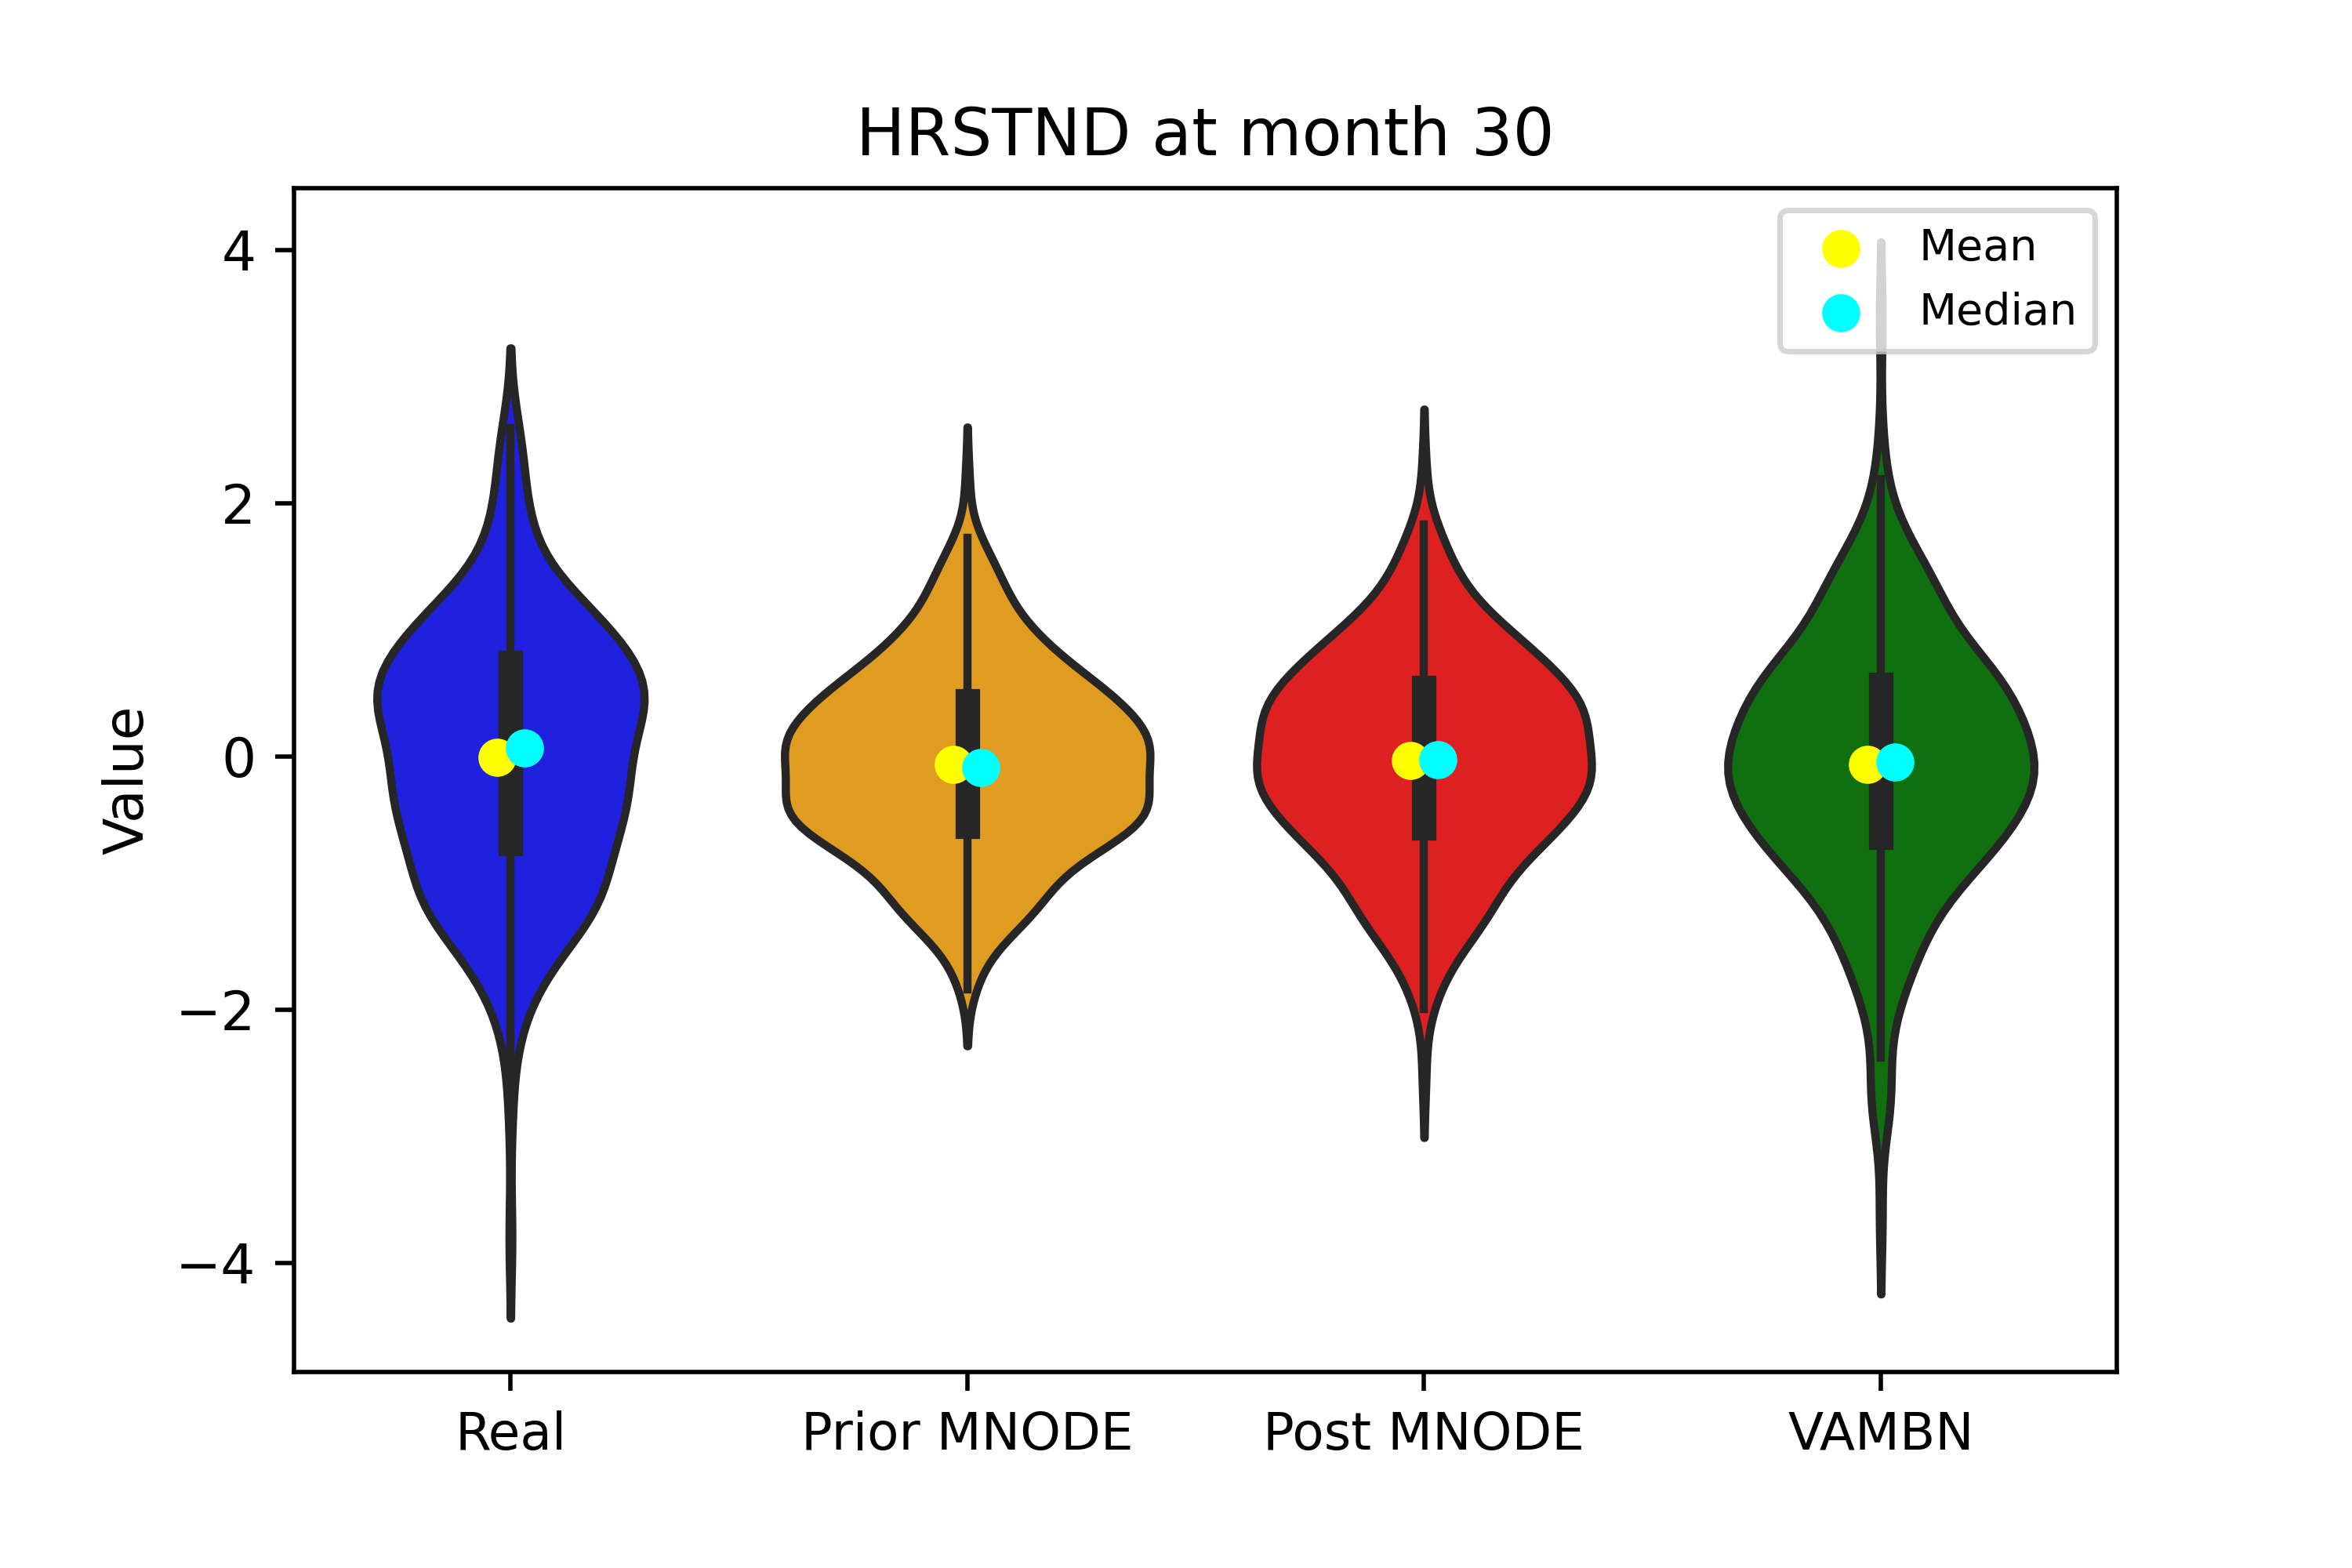 HRSTND at month 30
Mean
Median
4
2
0
−2
−4
Value
Real
Prior MNODE
Post MNODE
VAMBN